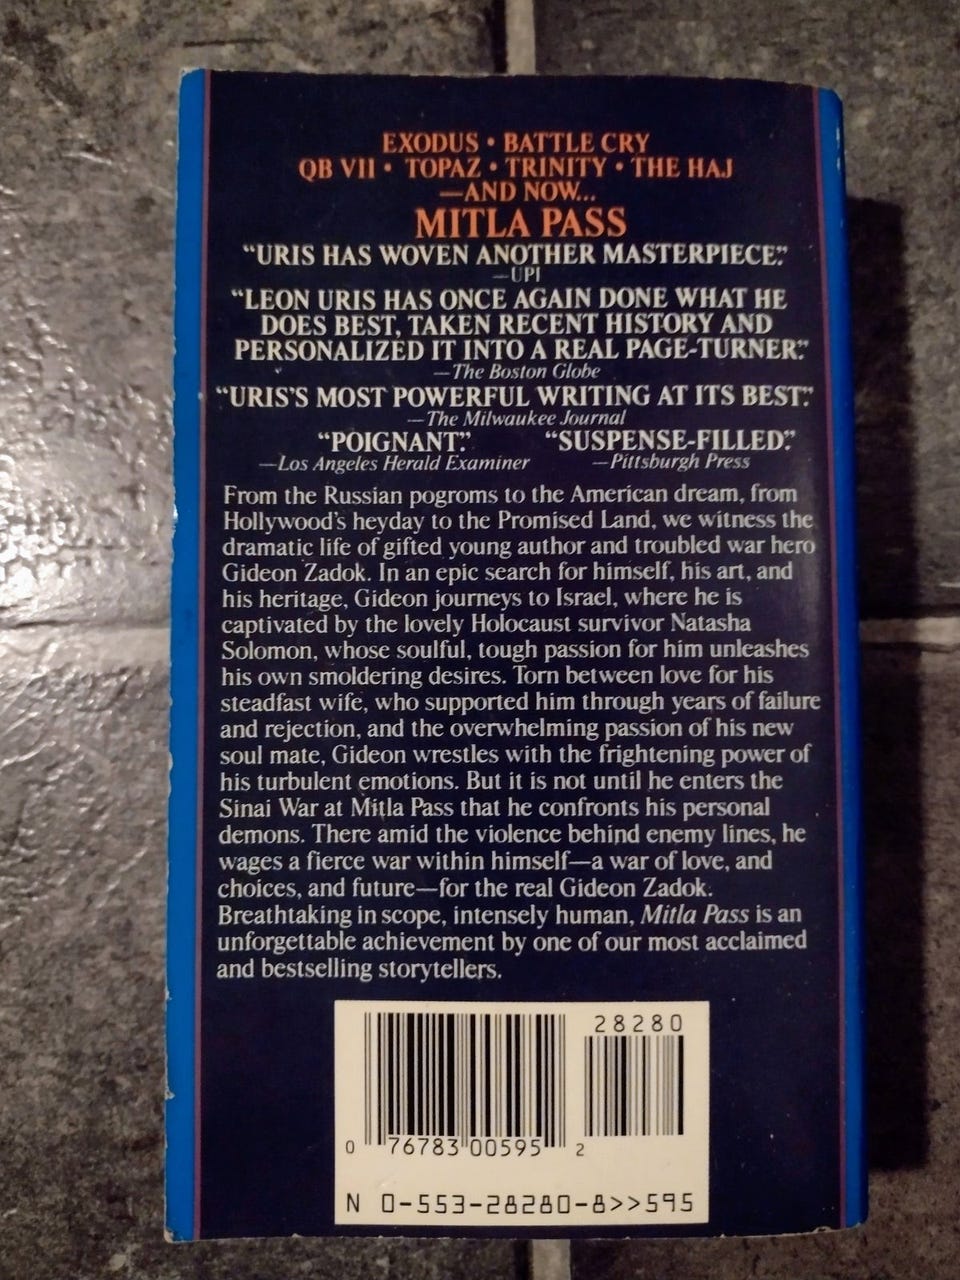 EXODUS • BATTLE CRY
QB VII • TOPAZ • TRINITY • THE HAJ
—AND NOW...
MITLA PASS
“URIS HAS WOVEN ANOTHER MASTERPIECE.”
—UPI
“LEON URIS HAS ONCE AGAIN DONE WHAT HE
DOES BEST, TAKEN RECENT HISTORY AND
PERSONALIZED IT INTO A REAL PAGE-TURNER.”
—The Boston Globe
“URIS’S MOST POWERFUL WRITING AT ITS BEST.”
—The Milwaukee Journal
“POIGNANT.” “SUSPENSE-FILLED.”
—Los Angeles Herald Examiner —Pittsburgh Press
From the Russian pogroms to the American dream, from
Hollywood’s heyday to the Promised Land, we witness the
dramatic life of gifted young author and troubled war hero
Gideon Zadok. In an epic search for himself, his art, and
his heritage, Gideon journeys to Israel, where he is
captivated by the lovely Holocaust survivor Natasha
Solomon, whose soulful, tough passion for him unleashes
his own smoldering desires. Torn between love for his
steadfast wife, who supported him through years of failure
and rejection, and the overwhelming passion of his new
soul mate, Gideon wrestles with the frightening power of
his turbulent emotions. But it is not until he enters the
Sinai War at Mitla Pass that he confronts his personal
demons. There amid the violence behind enemy lines, he
wages a fierce war within himself—a war of love, and
choices, and future—for the real Gideon Zadok.
Breathtaking in scope, intensely human, Mitla Pass is an
unforgettable achievement by one of our most acclaimed
and bestselling storytellers.
28280
0 76783 00595 2
N 0-553-28280-8>>595